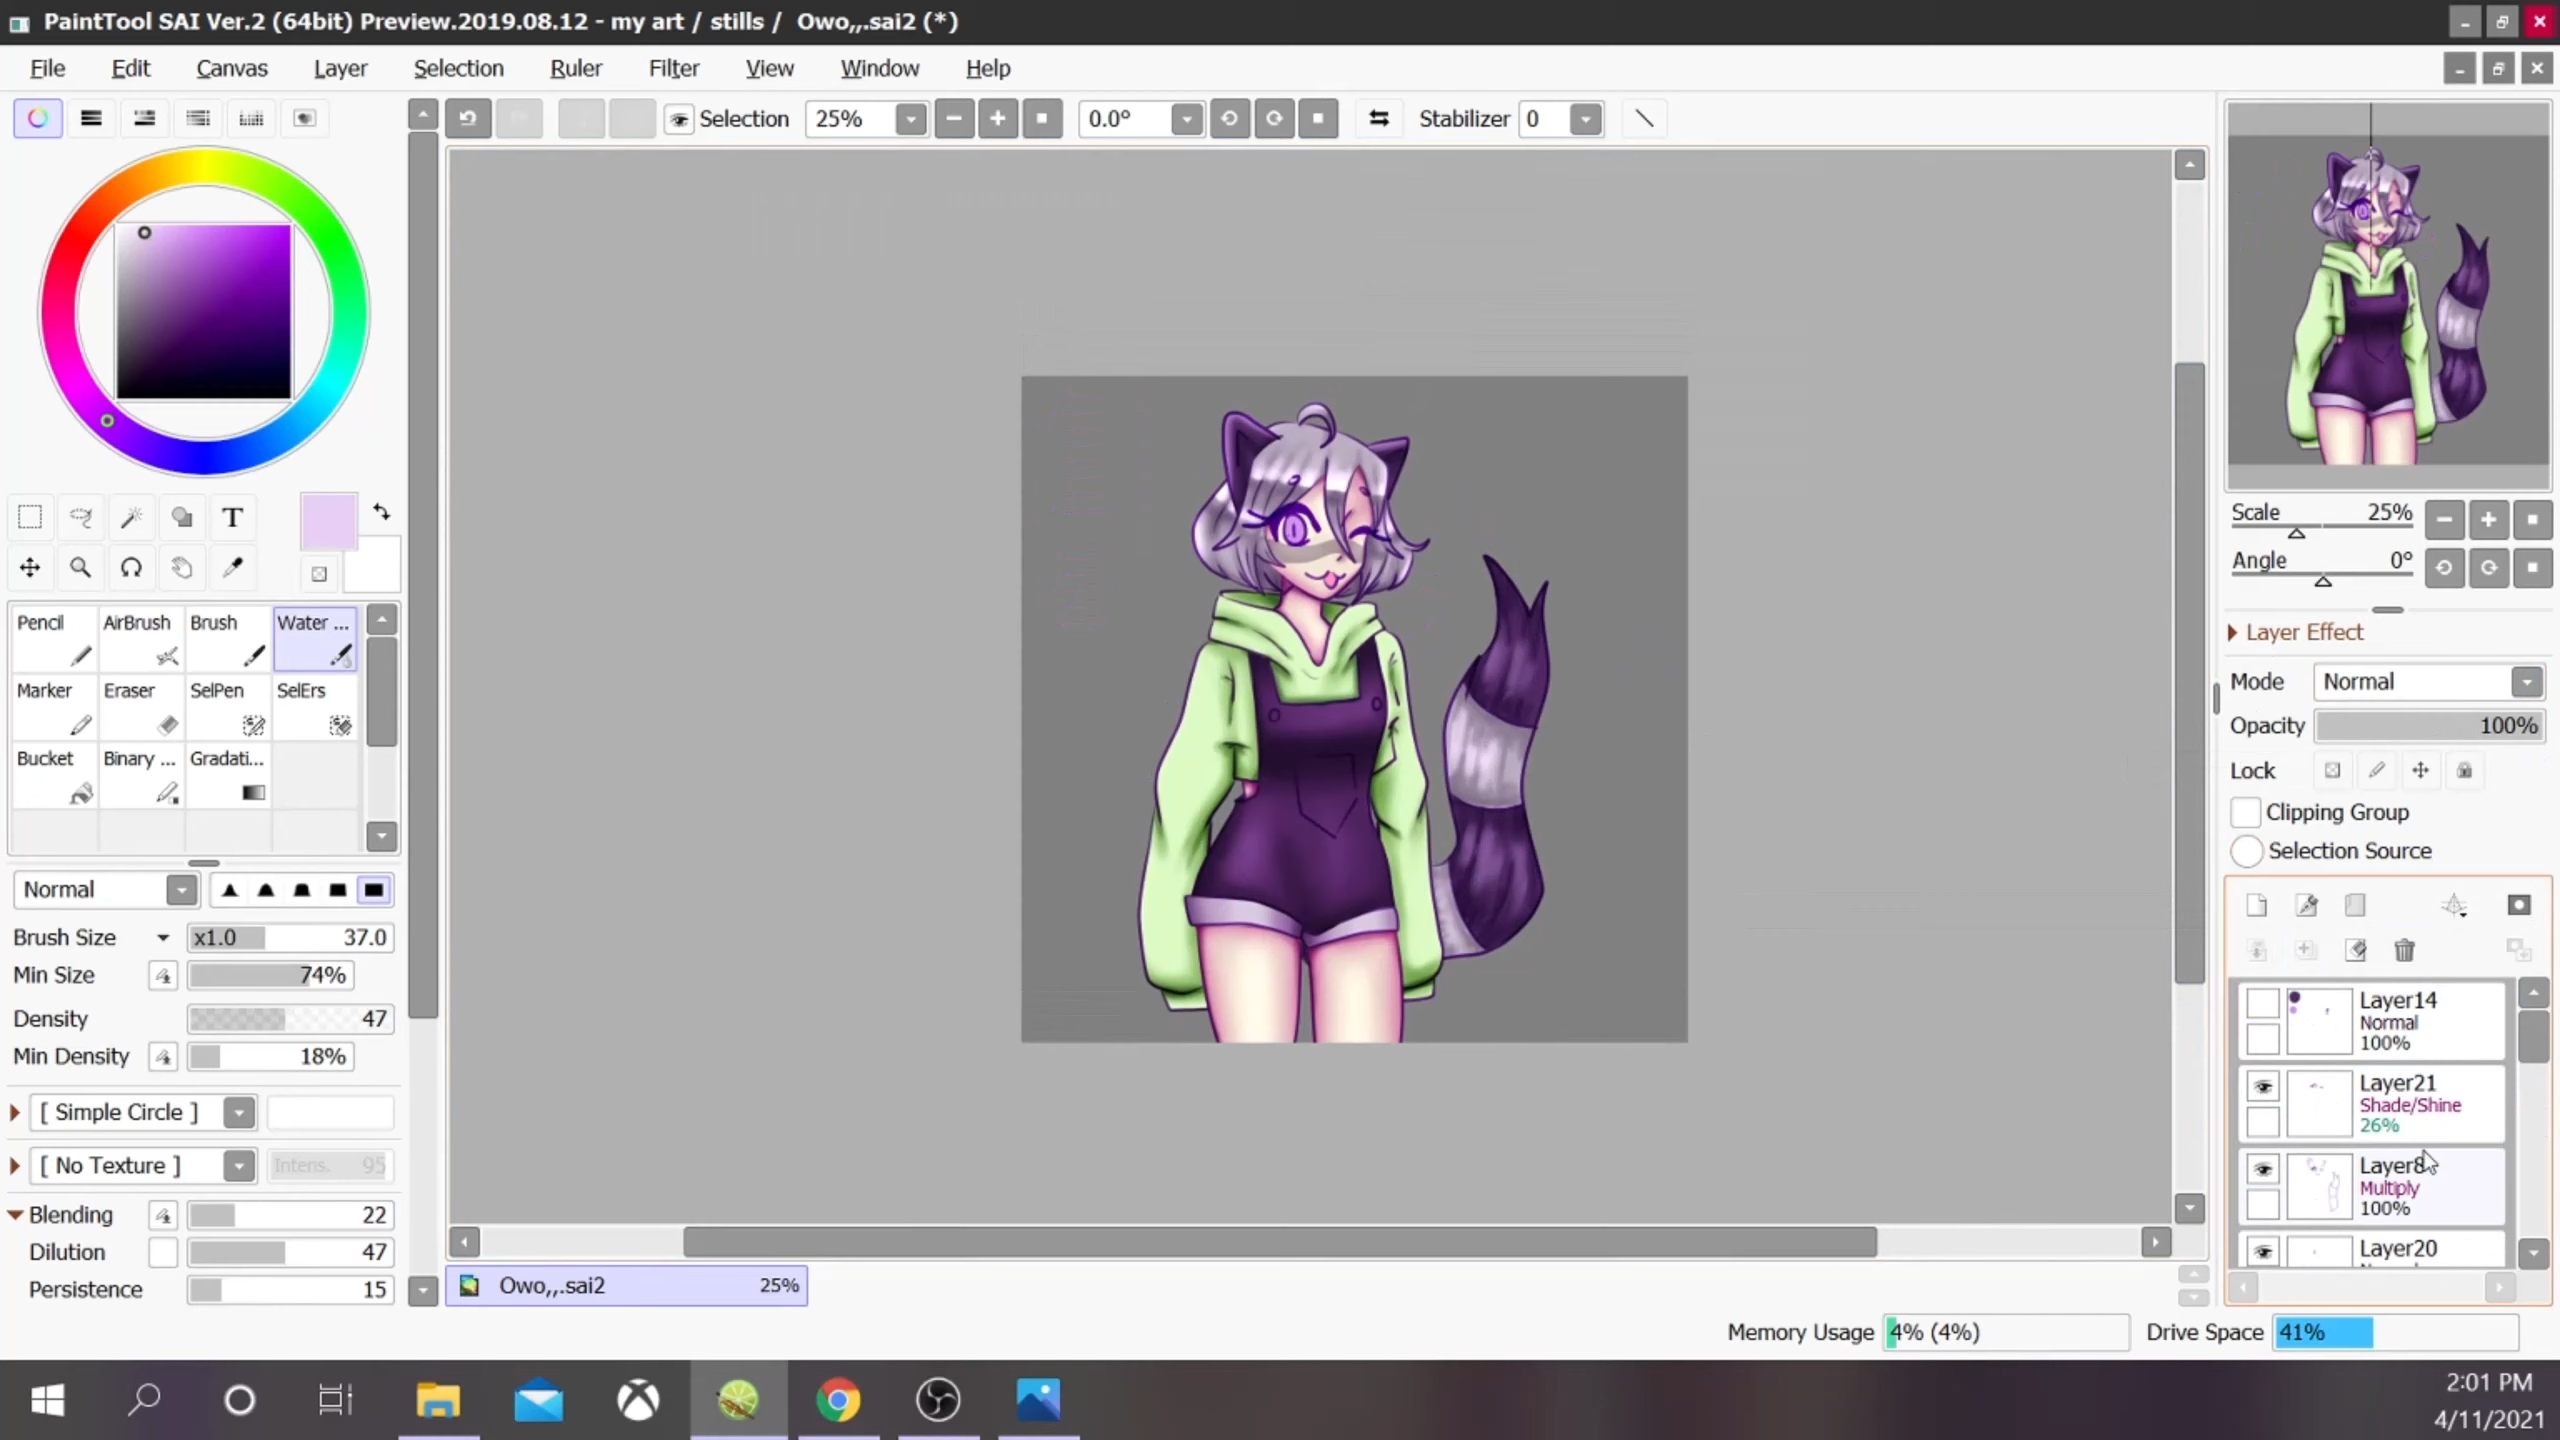 PaintTool SAI Ver.2 (64bit) Preview.2019.08.12 - my art / stills / Owo,,.sai2 (*)
File Edit Canvas Layer Selection Ruler Filter View Window Help
Selection 25% 0.0° Stabilizer 0
T
Pencil AirBrush Brush Water ...
Marker Eraser SelPen SelErs
Bucket Binary ... Gradati...
Normal
Brush Size x1.0 37.0
Min Size 74%
Density 47
Min Density 18%
[ Simple Circle ]
[ No Texture ] Intens. 95
Blending 22
Dilution 47
Persistence 15
Owo,,.sai2 25%
Scale 25%
Angle 0°
Layer Effect
Mode Normal
Opacity 100%
Lock
Clipping Group
Selection Source
Layer14
Normal
100%
Layer21
Shade/Shine
26%
Layer8
Multiply
100%
Layer20
Memory Usage 4% (4%) Drive Space 41%
2:01 PM
4/11/2021